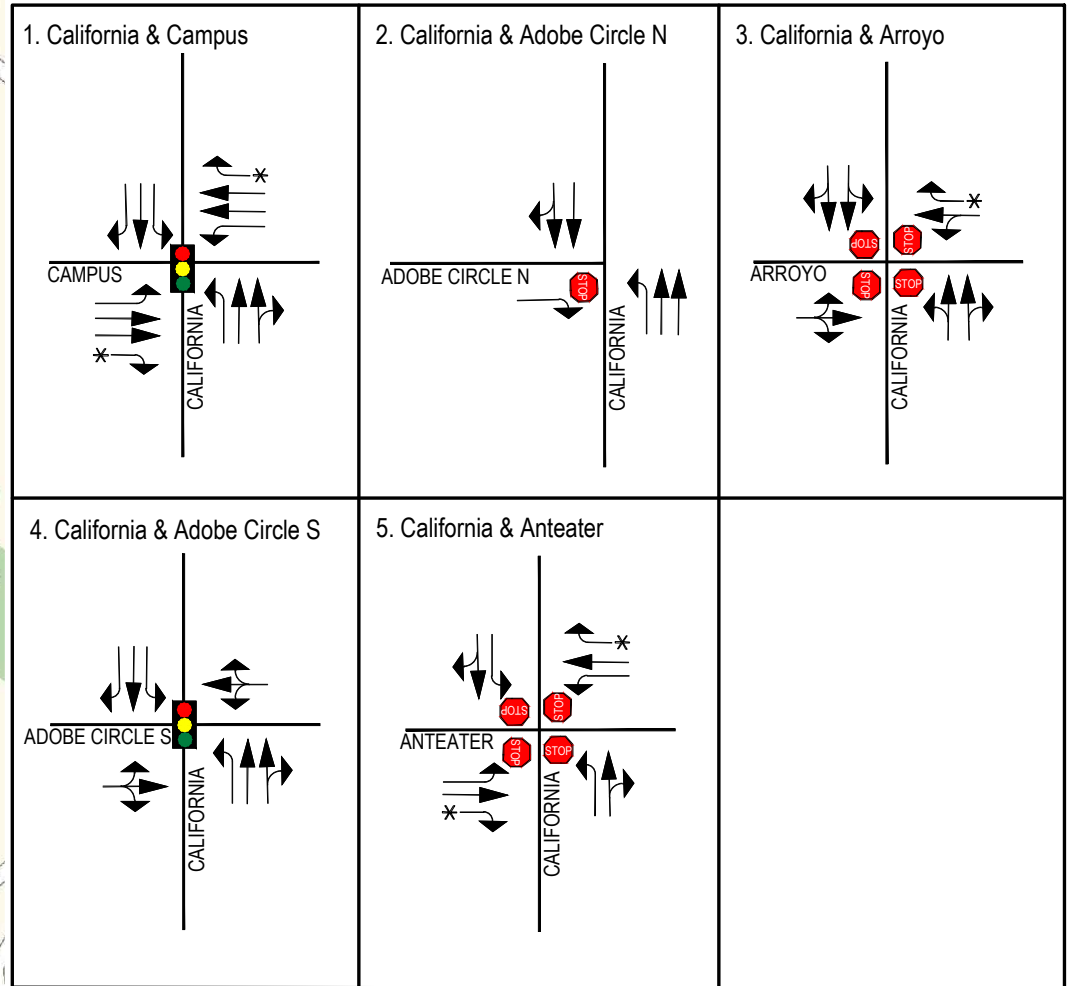 1. California & Campus
CAMPUS
CALIFORNIA
2. California & Adobe Circle N
ADOBE CIRCLE N
STOP
CALIFORNIA
3. California & Arroyo
STOP
STOP
ARROYO
STOP
STOP
CALIFORNIA
4. California & Adobe Circle S
ADOBE CIRCLE S
CALIFORNIA
5. California & Anteater
STOP
STOP
ANTEATER
STOP
STOP
CALIFORNIA